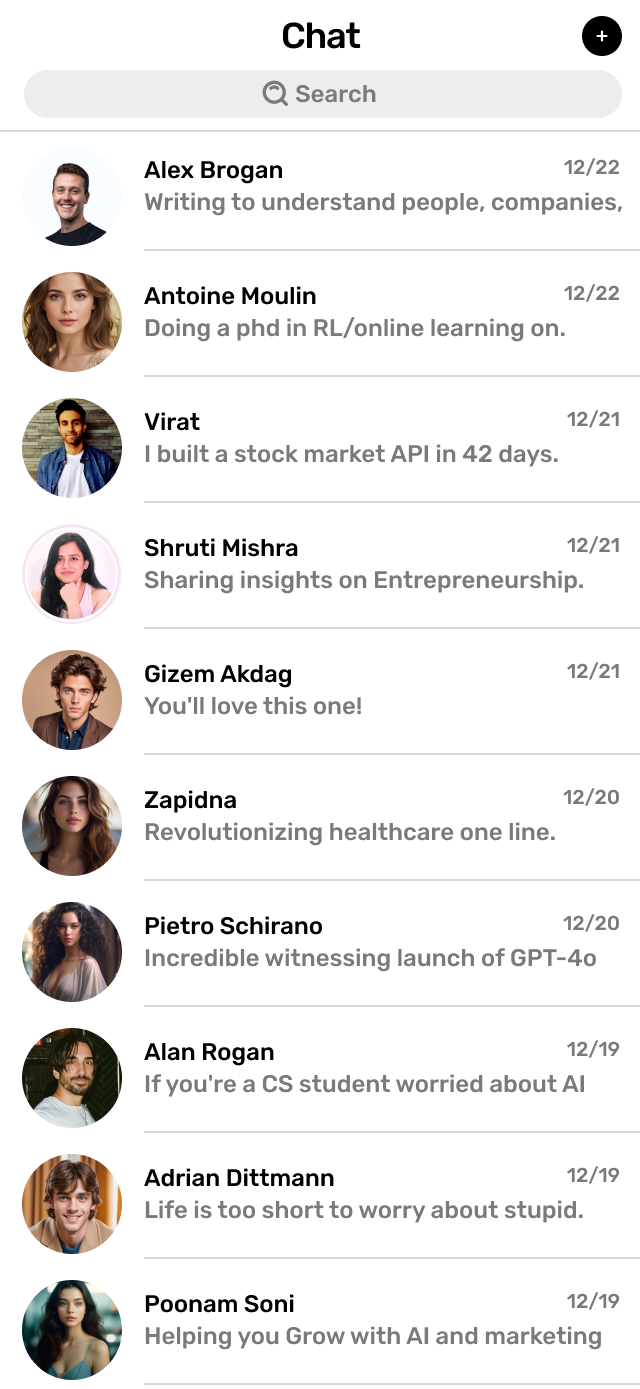 Chat
Search
Alex Brogan 12/22
Writing to understand people, companies,
Antoine Moulin 12/22
Doing a phd in RL/online learning on.
Virat 12/21
I built a stock market API in 42 days.
Shruti Mishra 12/21
Sharing insights on Entrepreneurship.
Gizem Akdag 12/21
You'll love this one!
Zapidna 12/20
Revolutionizing healthcare one line.
Pietro Schirano 12/20
Incredible witnessing launch of GPT-4o
Alan Rogan 12/19
If you're a CS student worried about AI
Adrian Dittmann 12/19
Life is too short to worry about stupid.
Poonam Soni 12/19
Helping you Grow with AI and marketing